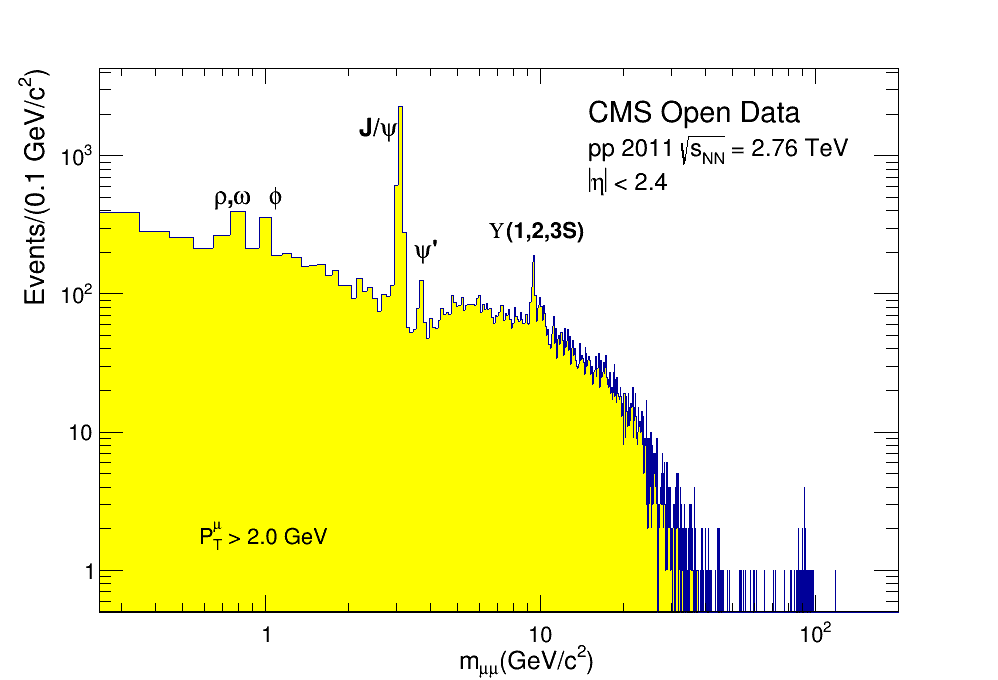 CMS Open Data
pp 2011 √s_NN = 2.76 TeV
|η| < 2.4
J/ψ
ρ,ω
ϕ
ψ'
Υ(1,2,3S)
P_T^μ > 2.0 GeV
Events/(0.1 GeV/c²)
10³
10²
10
1
1
10
10²
m_μμ(GeV/c²)